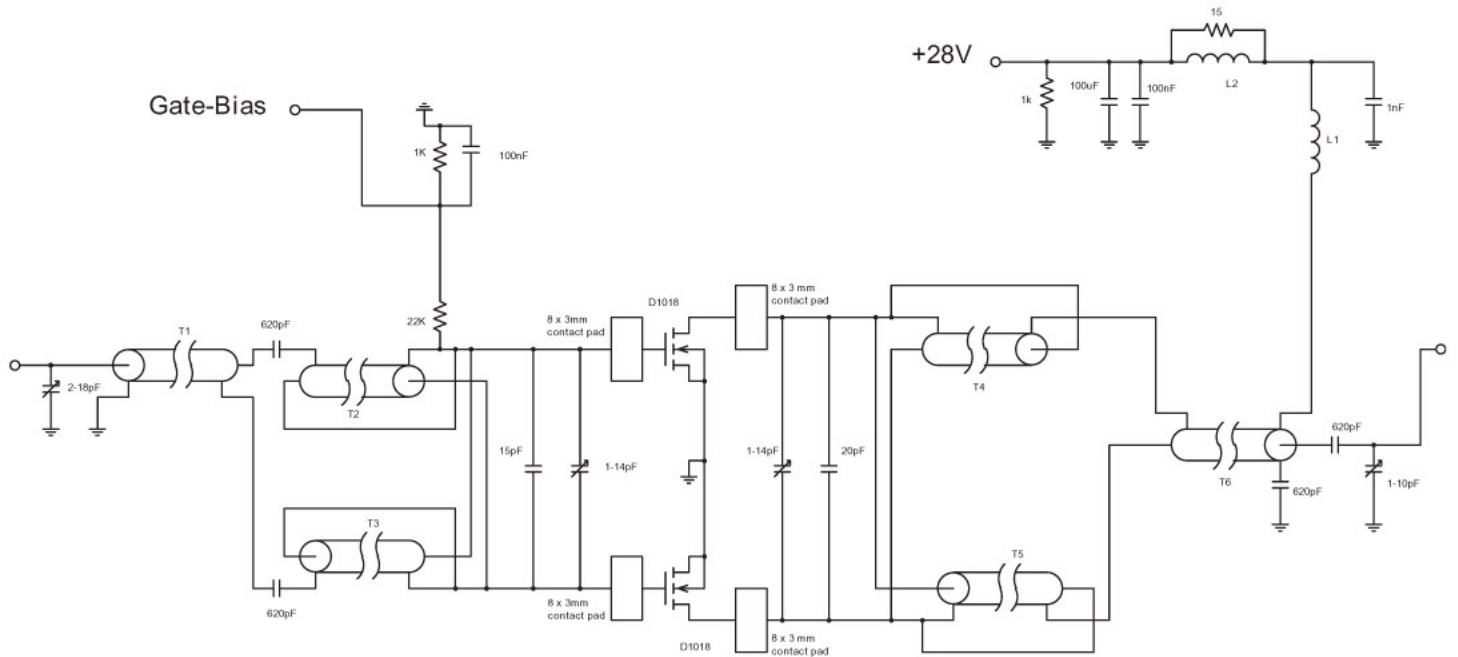 15
+28V
1k
100uF
100nF
L2
1nF
Gate-Bias
1K
100nF
L1
22K
8 x 3mm
contact pad
D1018
8 x 3 mm
contact pad
T1
620pF
2-18pF
T2
T4
15pF
1-14pF
1-14pF
20pF
620pF
T6
620pF
1-10pF
T3
T5
620pF
8 x 3mm
contact pad
D1018
8 x 3 mm
contact pad